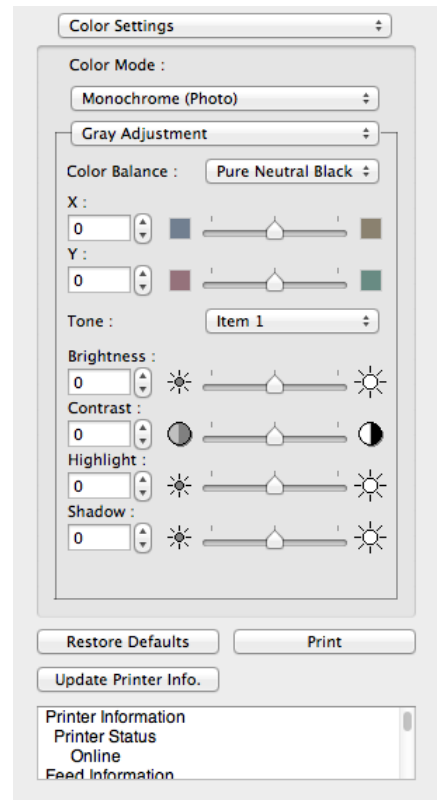 Color Settings
Color Mode :
Monochrome (Photo)
Gray Adjustment
Color Balance : Pure Neutral Black
X :
0
Y :
0
Tone : Item 1
Brightness :
0
Contrast :
0
Highlight :
0
Shadow :
0
Restore Defaults Print
Update Printer Info.
Printer Information
Printer Status
Online
Feed Information